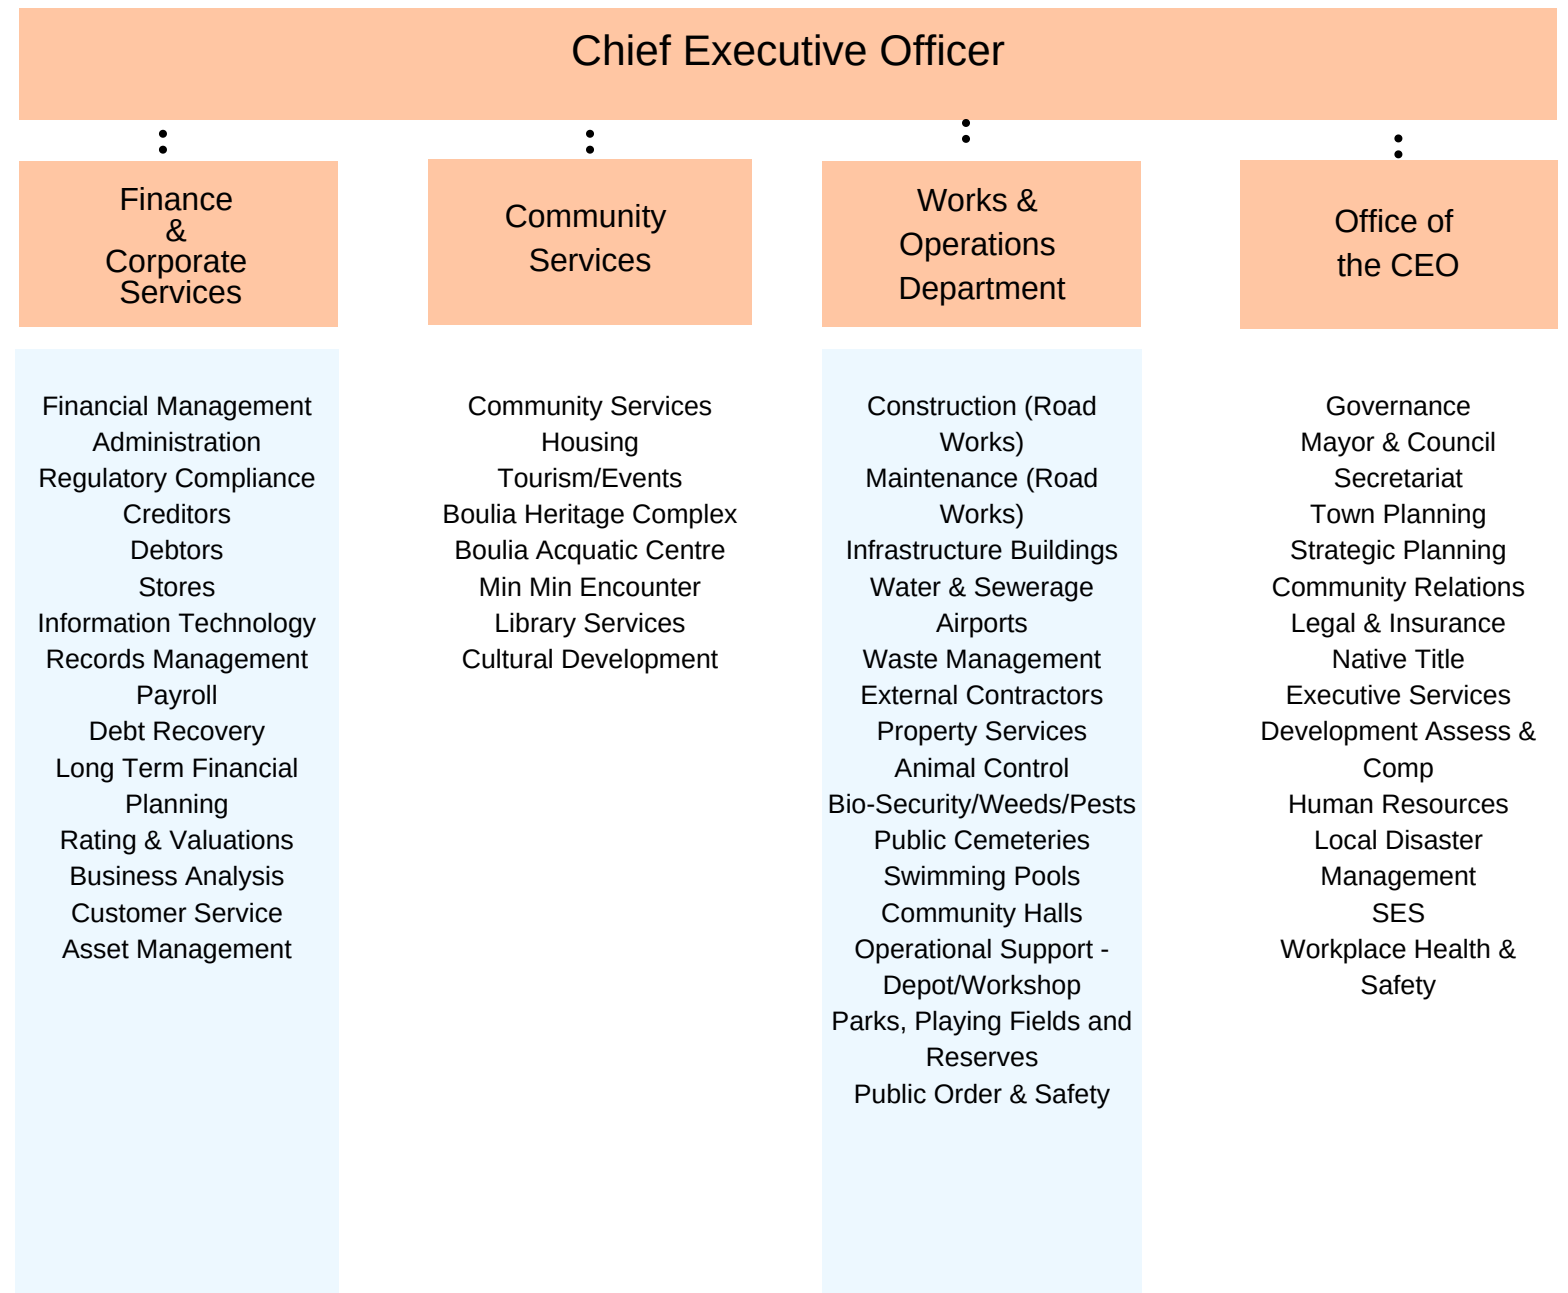 Chief Executive Officer
Finance
&
Corporate
Services
Community
Services
Works &
Operations
Department
Office of
the CEO
Financial Management
Administration
Regulatory Compliance
Creditors
Debtors
Stores
Information Technology
Records Management
Payroll
Debt Recovery
Long Term Financial
Planning
Rating & Valuations
Business Analysis
Customer Service
Asset Management
Community Services
Housing
Tourism/Events
Boulia Heritage Complex
Boulia Acquatic Centre
Min Min Encounter
Library Services
Cultural Development
Construction (Road
Works)
Maintenance (Road
Works)
Infrastructure Buildings
Water & Sewerage
Airports
Waste Management
External Contractors
Property Services
Animal Control
Bio-Security/Weeds/Pests
Public Cemeteries
Swimming Pools
Community Halls
Operational Support -
Depot/Workshop
Parks, Playing Fields and
Reserves
Public Order & Safety
Governance
Mayor & Council
Secretariat
Town Planning
Strategic Planning
Community Relations
Legal & Insurance
Native Title
Executive Services
Development Assess &
Comp
Human Resources
Local Disaster
Management
SES
Workplace Health &
Safety